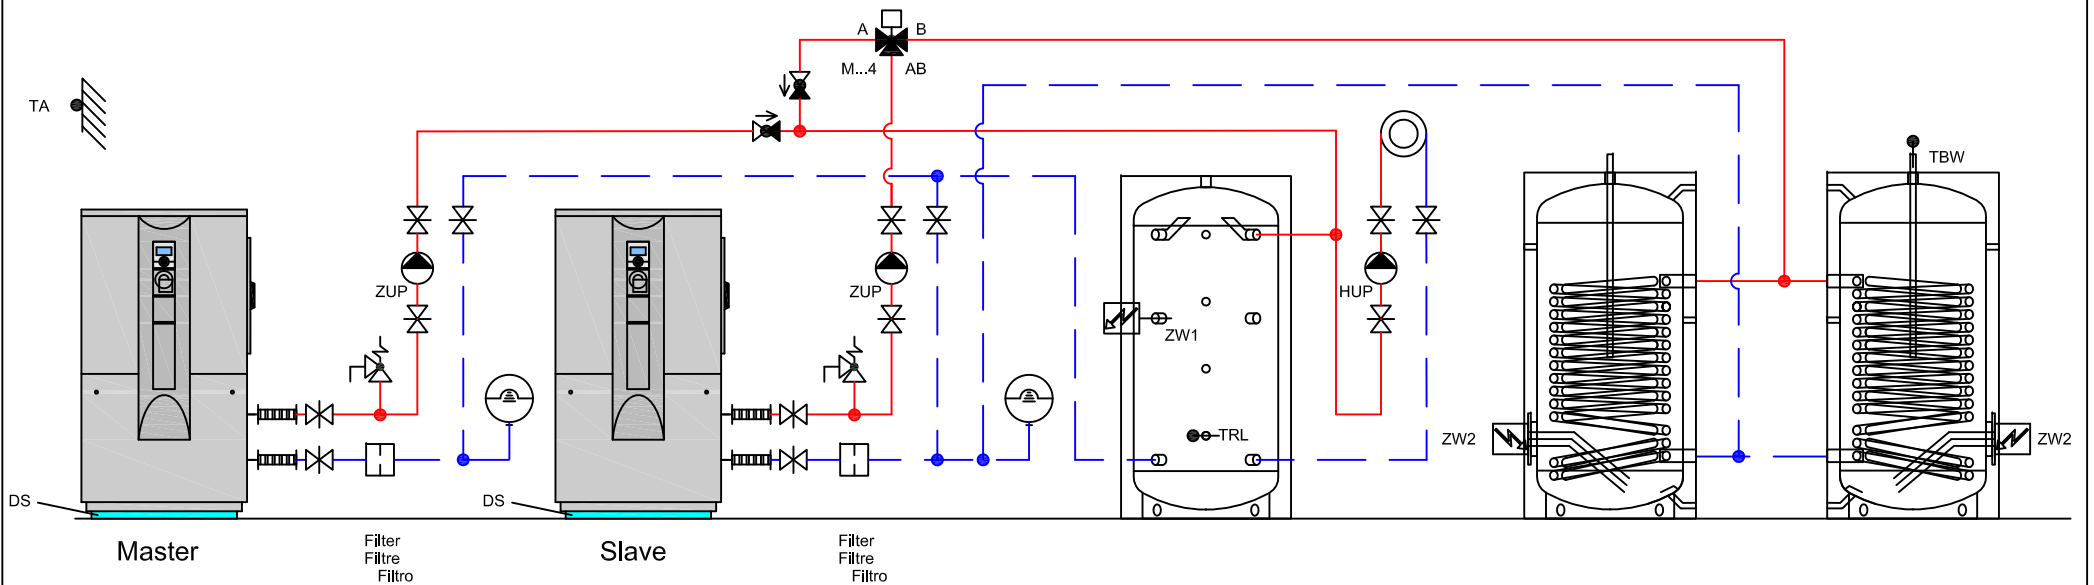 A
B
M...4
AB
TA
TBW
ZUP
ZUP
HUP
ZW1
TRL
ZW2
ZW2
DS
DS
Master
Filter
Filtre
Filtro
Slave
Filter
Filtre
Filtro